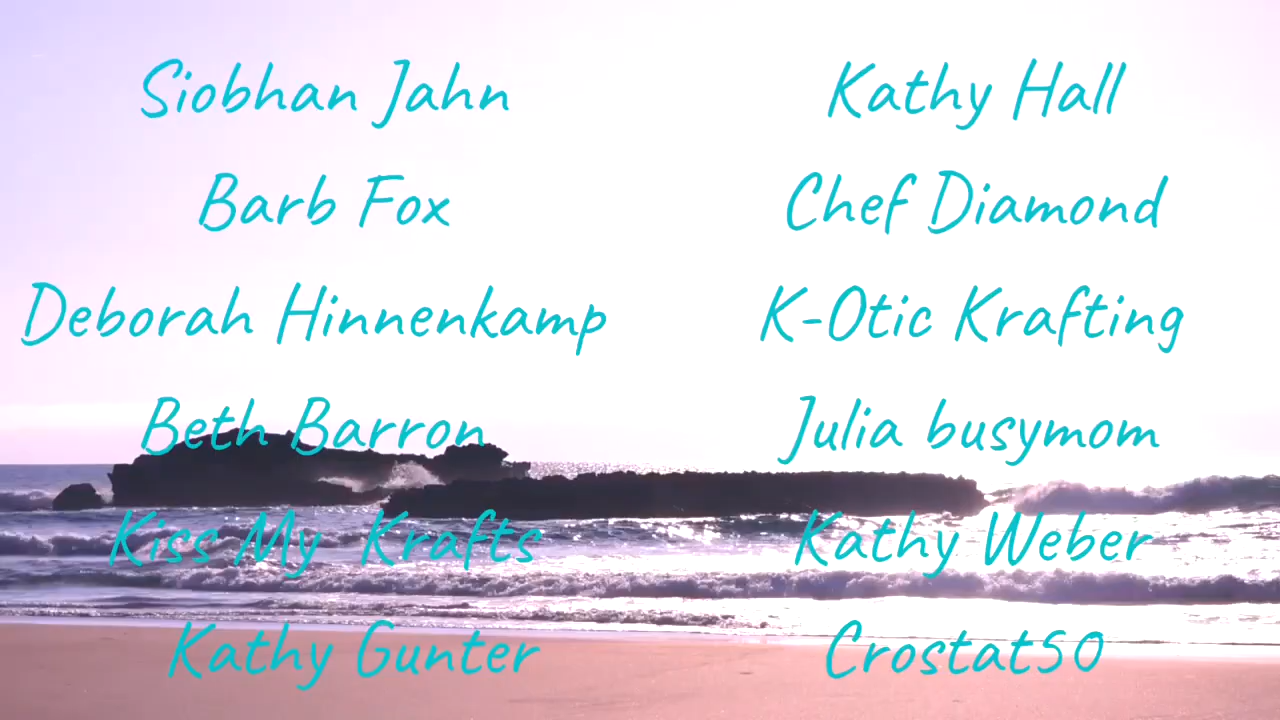 Siobhan Jahn
Barb Fox
Deborah Hinnenkamp
Beth Barron
Kiss My Krafts
Kathy Gunter
Kathy Hall
Chef Diamond
K-Otic Krafting
Julia busymom
Kathy Weber
Crostat50